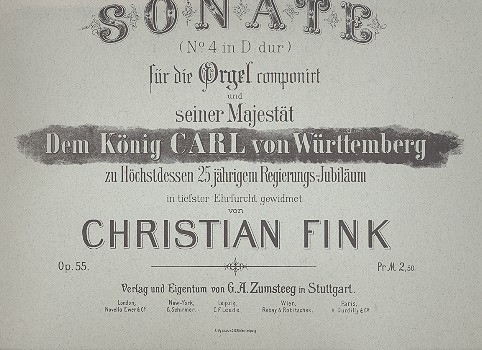 SONATE
(No 4 in D dur)
für die Orgel componirt
und
seiner Majestät
Dem König CARL von Württemberg
zu Höchstdessen 25 jährigem Regierungs-Jubiläum
in tiefster Ehrfurcht gewidmet
von
CHRISTIAN FINK
Op. 55. Pr. M. 2,50.
Verlag und Eigentum von G. A. Zumsteeg in Stuttgart.
London, New-York, Leipzig, Wien, Paris,
Novello Ewer & Co. G. Schirmer. C. F. Leede. Rebay & Robitschek.